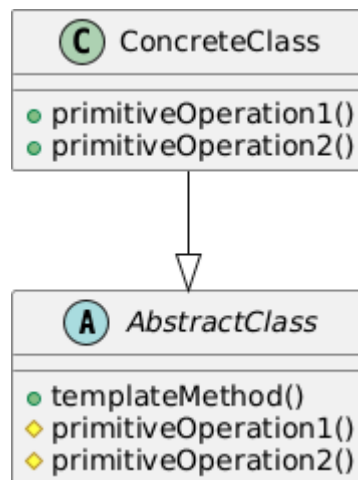 C ConcreteClass
primitiveOperation1()
primitiveOperation2()
A AbstractClass
templateMethod()
primitiveOperation1()
primitiveOperation2()